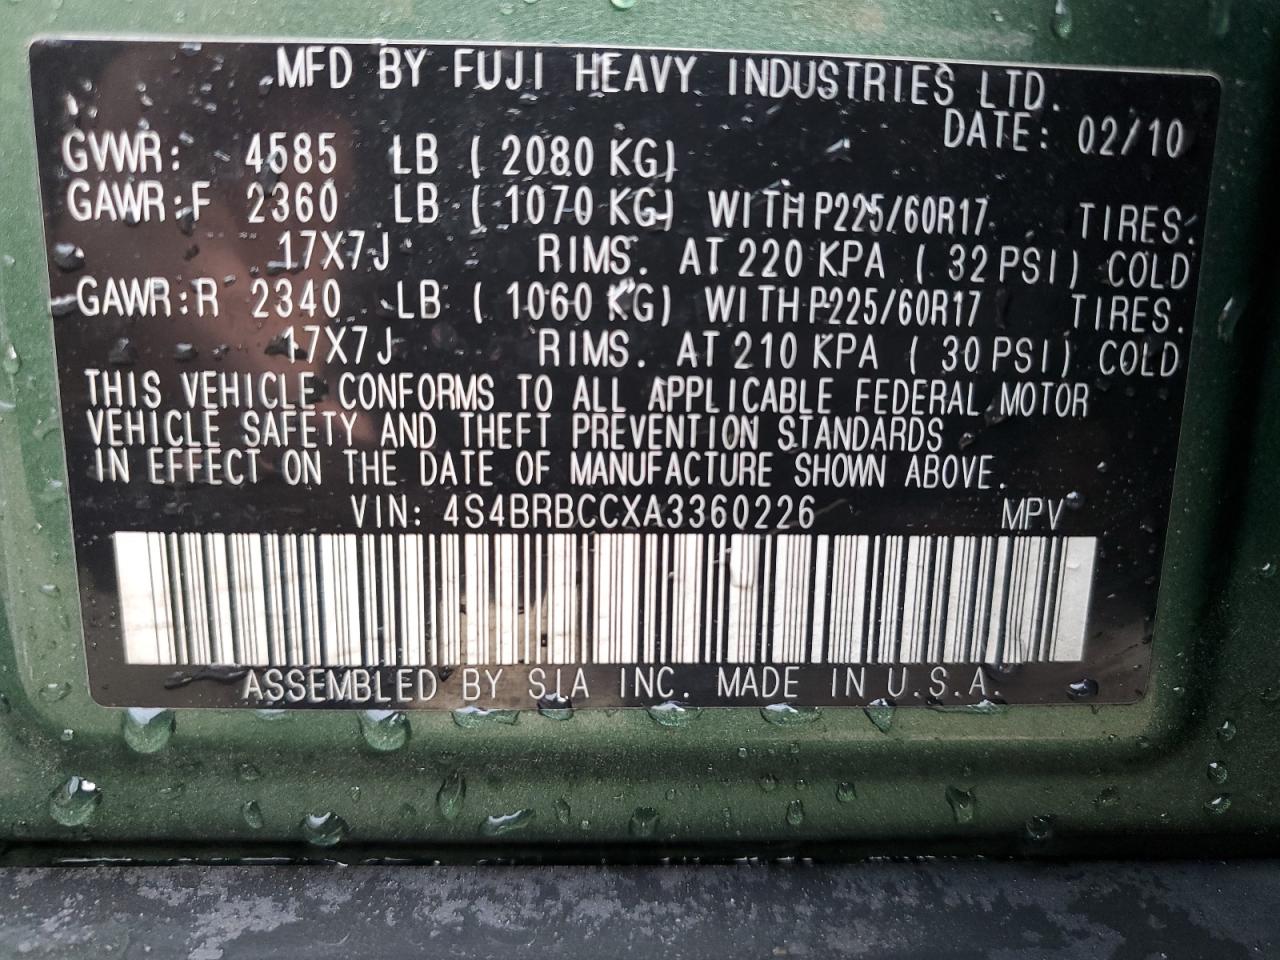 MFD BY FUJI HEAVY INDUSTRIES LTD.
DATE: 02/10
GVWR: 4585 LB ( 2080 KG)
GAWR:F 2360 LB ( 1070 KG) WITH P225/60R17 TIRES.
17X7J RIMS. AT 220 KPA ( 32 PSI) COLD
GAWR:R 2340 LB ( 1060 KG) WITH P225/60R17 TIRES.
17X7J RIMS. AT 210 KPA ( 30 PSI) COLD
THIS VEHICLE CONFORMS TO ALL APPLICABLE FEDERAL MOTOR
VEHICLE SAFETY AND THEFT PREVENTION STANDARDS
IN EFFECT ON THE DATE OF MANUFACTURE SHOWN ABOVE.
VIN: 4S4BRBCCXA3360226 MPV
ASSEMBLED BY SIA INC. MADE IN U.S.A.